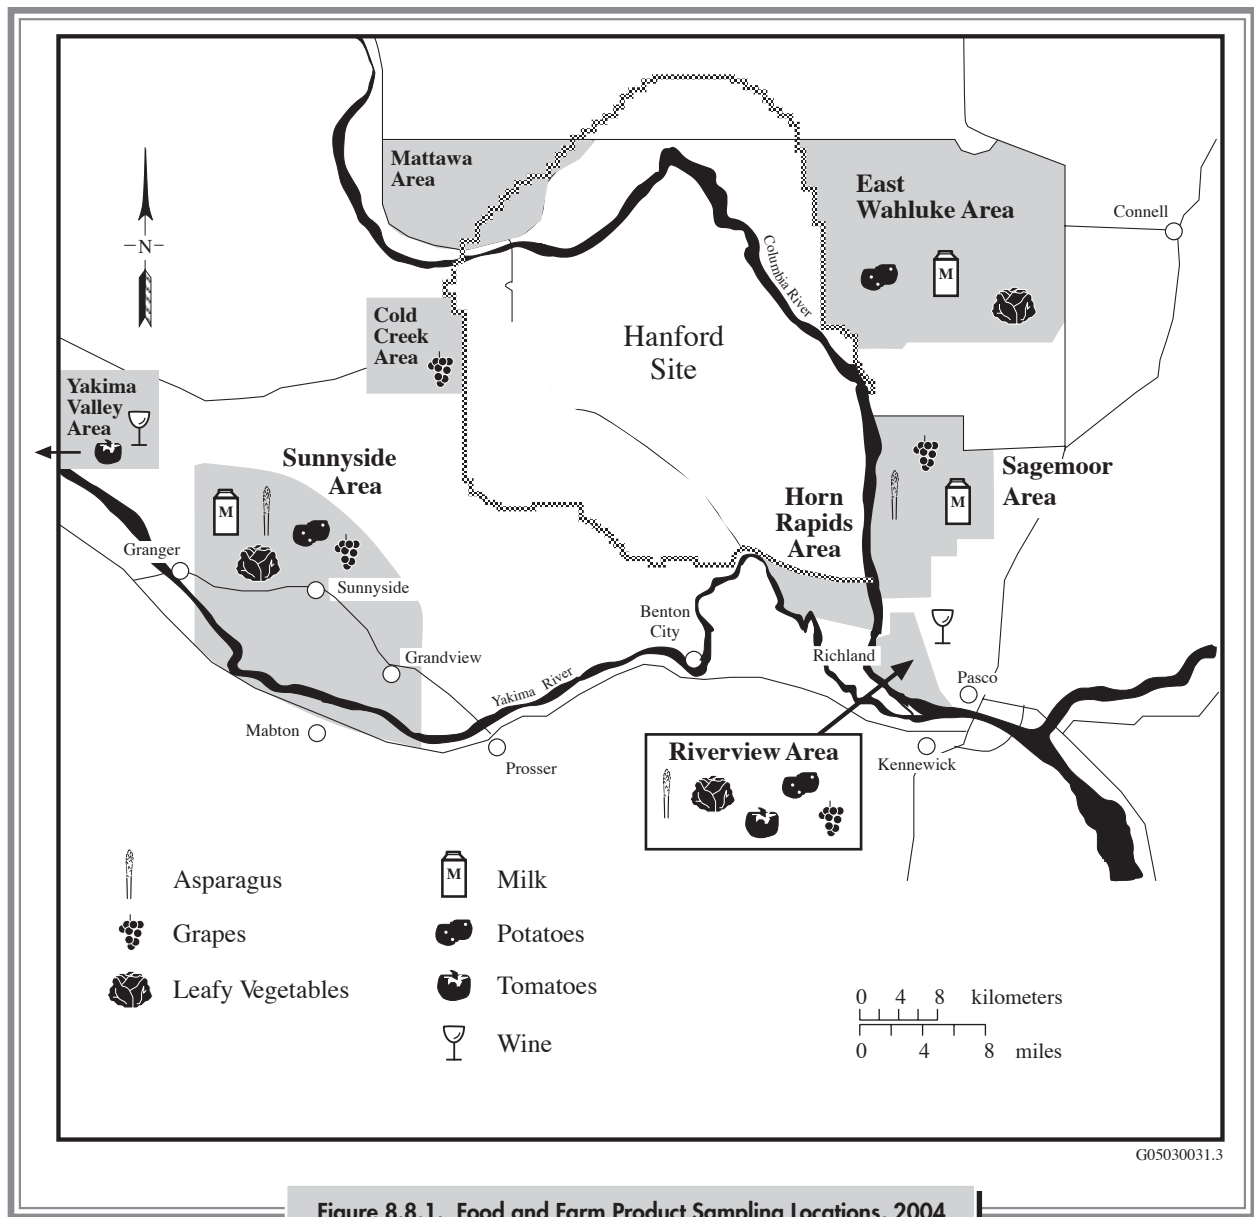 Mattawa
Area
East
Wahluke Area
Connell
N
Columbia River
M
Cold
Creek
Area
Hanford
Site
Yakima
Valley
Area
Sunnyside
Area
Sagemoor
Area
M
Horn
Rapids
Area
M
Granger
Sunnyside
Benton
City
Richland
Grandview
Pasco
Yakima River
Mabton
Prosser
Kennewick
Riverview Area
Asparagus
M
Milk
Grapes
Potatoes
Leafy Vegetables
Tomatoes
Wine
0 4 8 kilometers
0 4 8 miles
G05030031.3
Figure 8.8.1. Food and Farm Product Sampling Locations, 2004